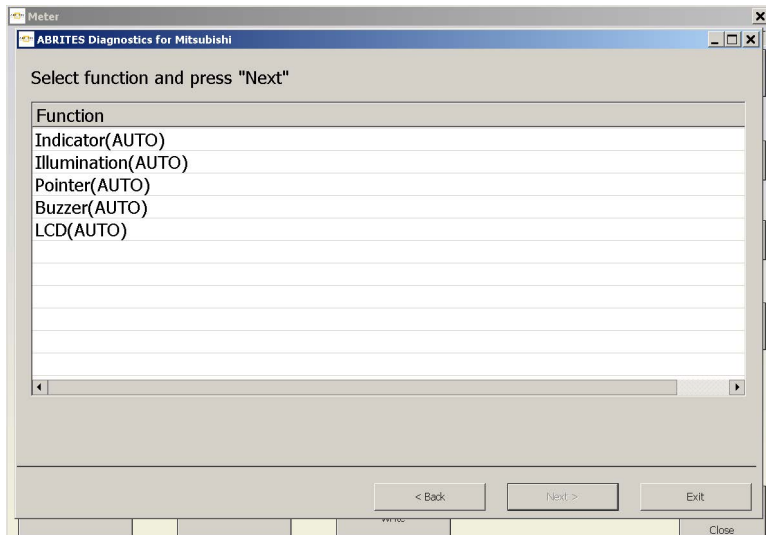 Meter
ABRITES Diagnostics for Mitsubishi
Select function and press "Next"
Function
Indicator(AUTO)
Illumination(AUTO)
Pointer(AUTO)
Buzzer(AUTO)
LCD(AUTO)
< Back
Next >
Exit
Write
Close